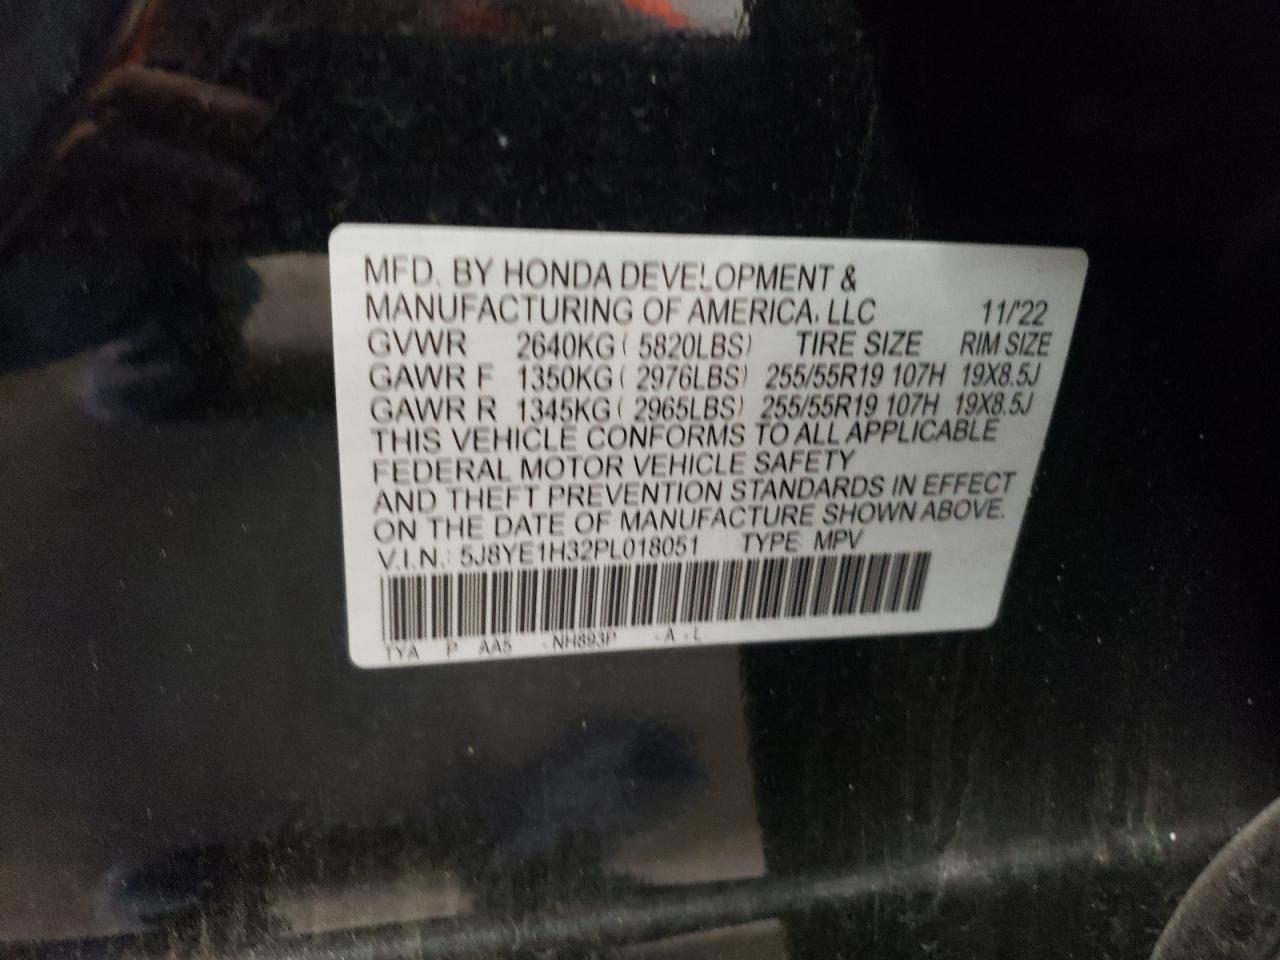 MFD. BY HONDA DEVELOPMENT &
MANUFACTURING OF AMERICA, LLC 11/'22
GVWR 2640KG ( 5820LBS) TIRE SIZE RIM SIZE
GAWR F 1350KG ( 2976LBS) 255/55R19 107H 19X8.5J
GAWR R 1345KG ( 2965LBS) 255/55R19 107H 19X8.5J
THIS VEHICLE CONFORMS TO ALL APPLICABLE
FEDERAL MOTOR VEHICLE SAFETY
AND THEFT PREVENTION STANDARDS IN EFFECT
ON THE DATE OF MANUFACTURE SHOWN ABOVE.
V.I.N.: 5J8YE1H32PL018051 TYPE: MPV
TYA P AA5 -NH893P -A -L